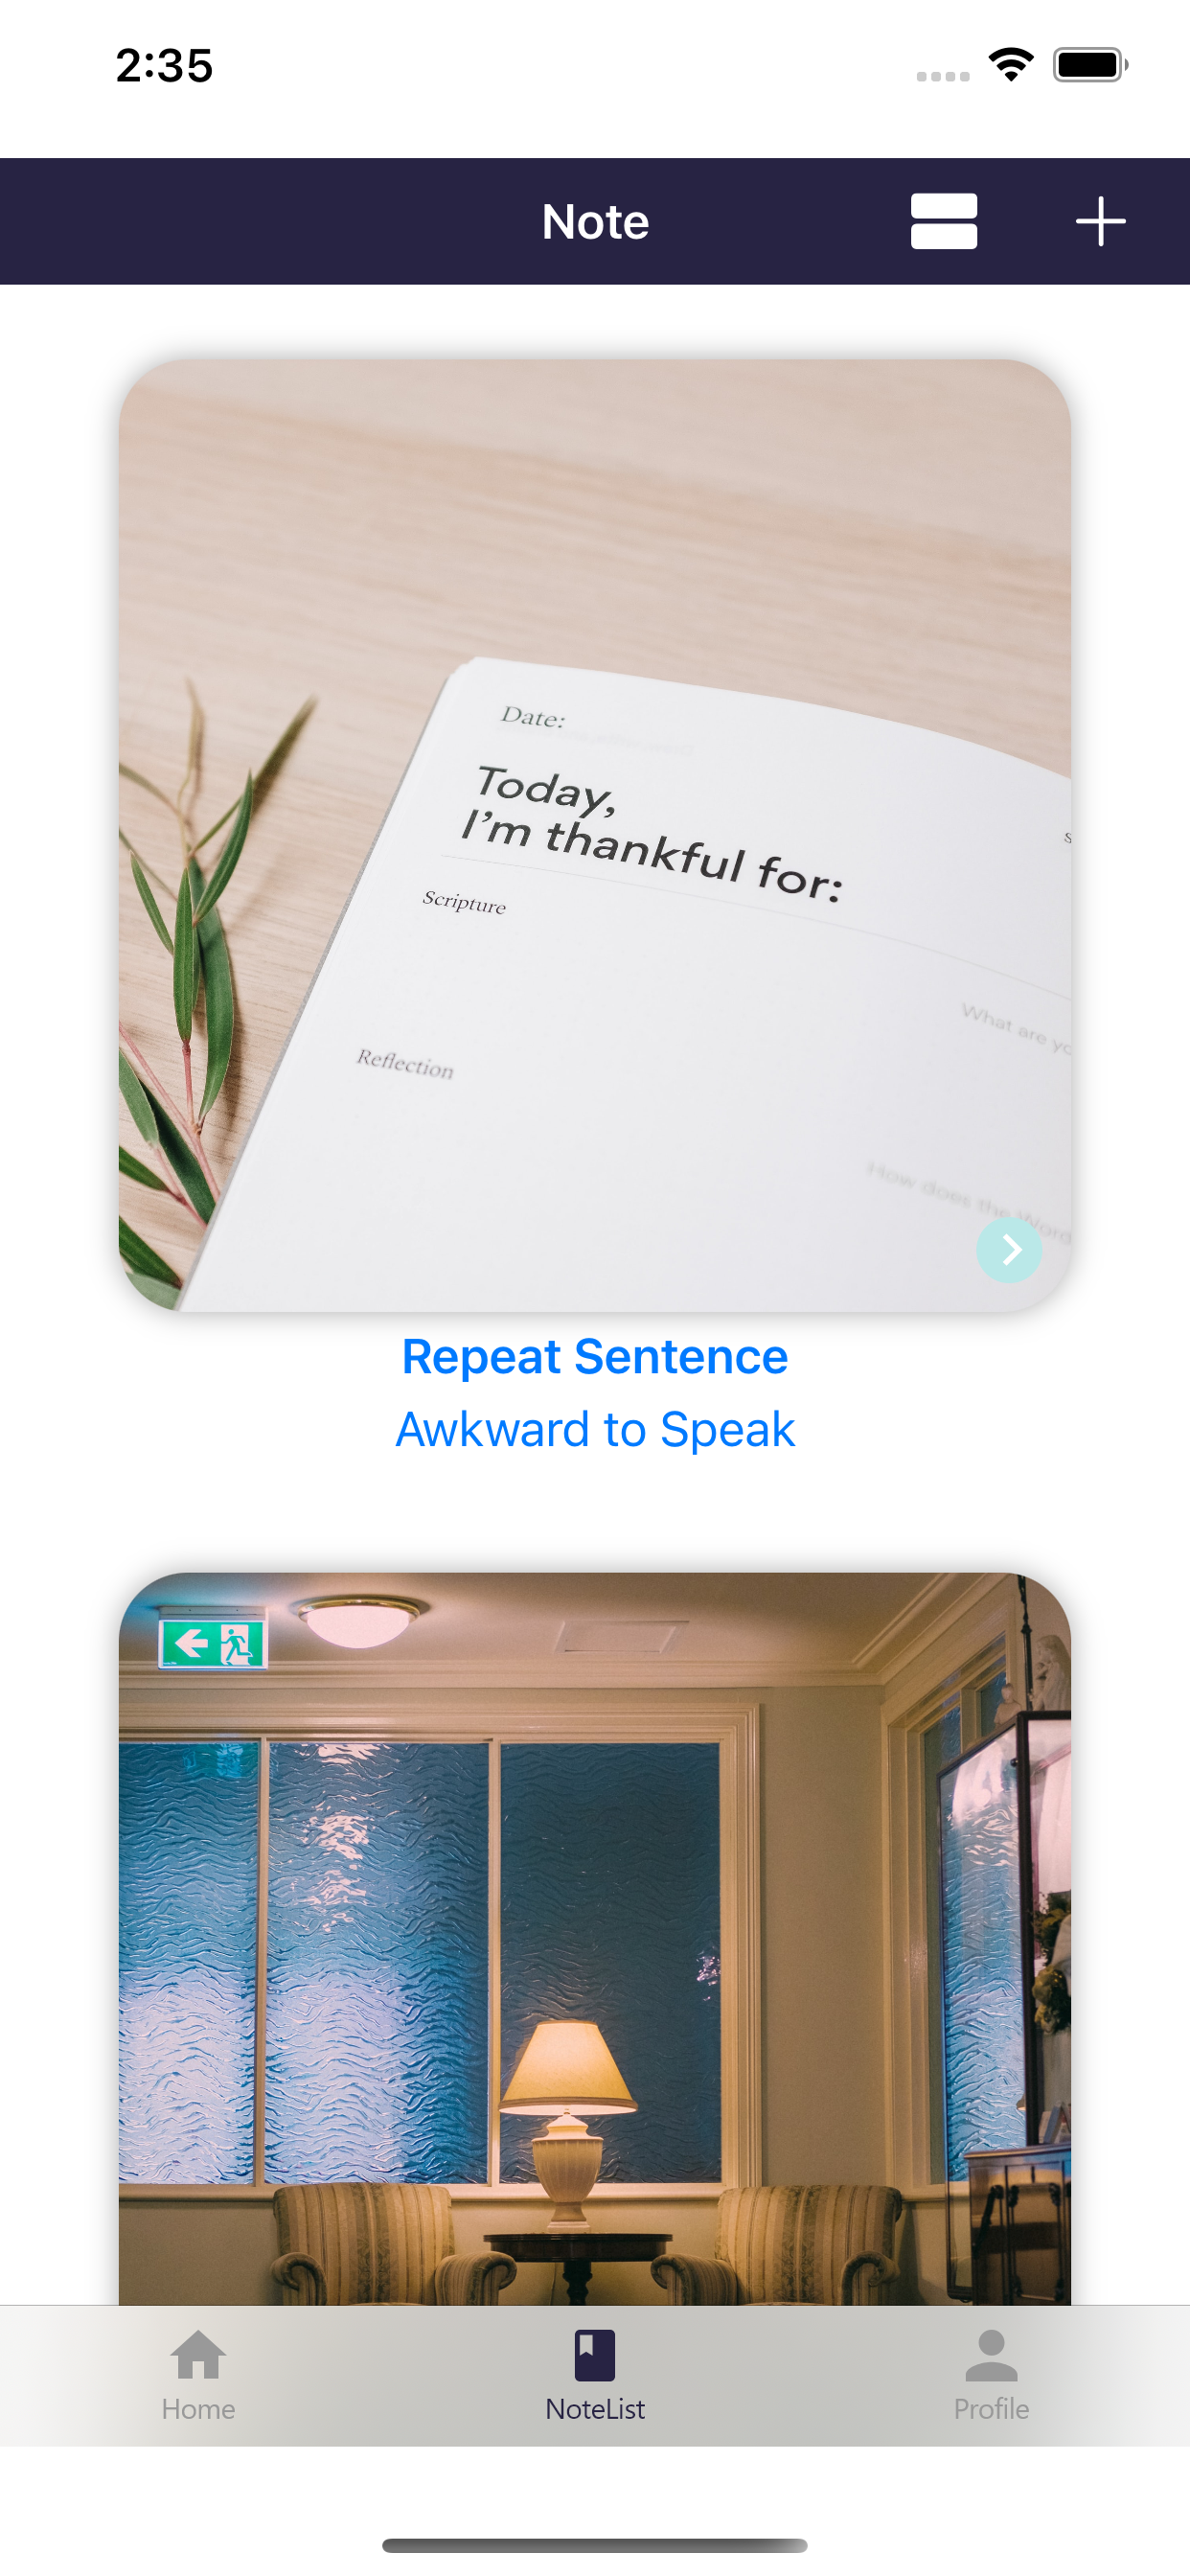 2:35
Note
Date:
Today,
I'm thankful for:
Scripture
What are
Reflection
How does the Word
Repeat Sentence
Awkward to Speak
Home
NoteList
Profile